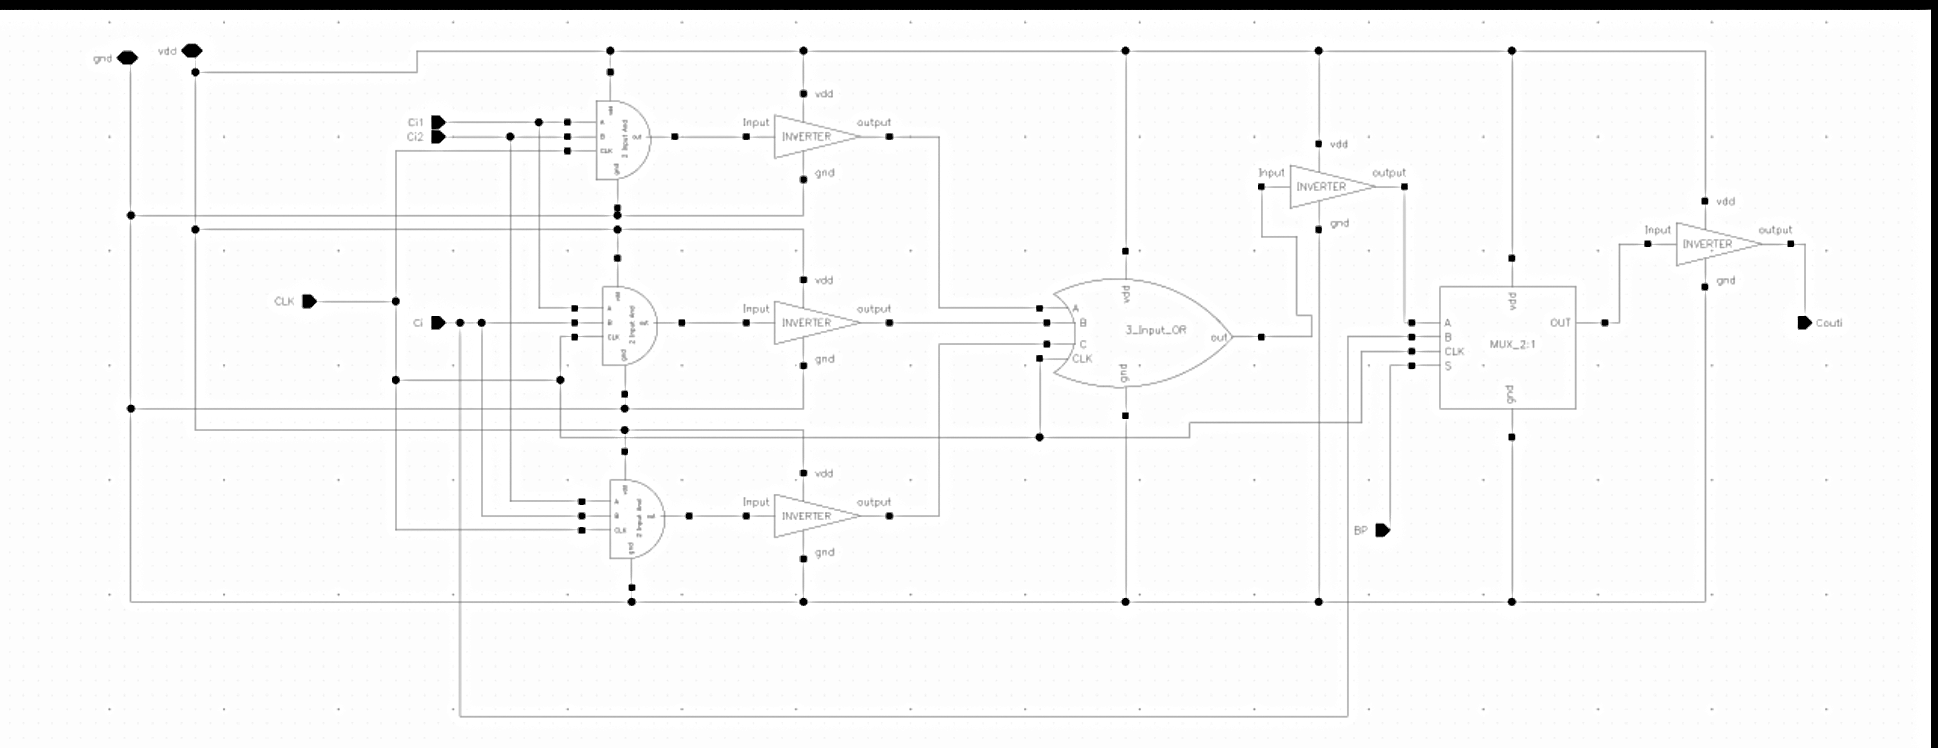 gnd vdd
Ci1
Ci2
vdd
A
B
CLK
out
2 Input And
gnd
vdd
Input INVERTER output
gnd
vdd
Input INVERTER output
gnd
CLK
Ci
vdd
A
B
CLK
out
2 Input And
gnd
vdd
Input INVERTER output
gnd
vdd
A
B
C
CLK
3_Input_OR
out
gnd
vdd
A
B
CLK
S
MUX_2:1
OUT
gnd
vdd
Input INVERTER output
gnd
Couti
vdd
A
B
CLK
2 Input And
gnd
vdd
Input INVERTER output
gnd
BP